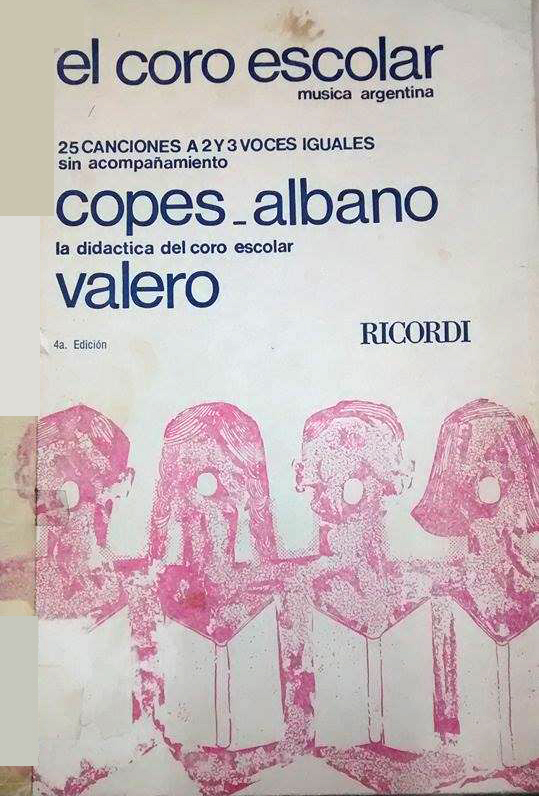 el coro escolar
musica argentina
25 CANCIONES A 2 Y 3 VOCES IGUALES
sin acompañamiento
copes_albano
la didactica del coro escolar
valero
4a. Edición
RICORDI